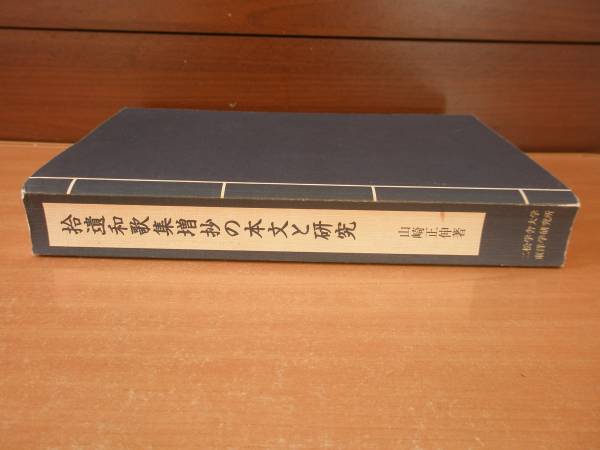 拾遺和歌集増抄の本文と研究
山崎正伸著
二松学舎大学
東洋学研究所